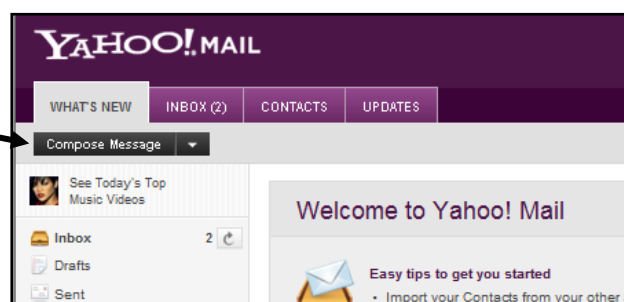 YAHOO! MAIL
WHAT'S NEW INBOX (2) CONTACTS UPDATES
Compose Message
See Today's Top
Music Videos
Inbox 2
Drafts
Sent
Welcome to Yahoo! Mail
Easy tips to get you started
• Import your Contacts from your other